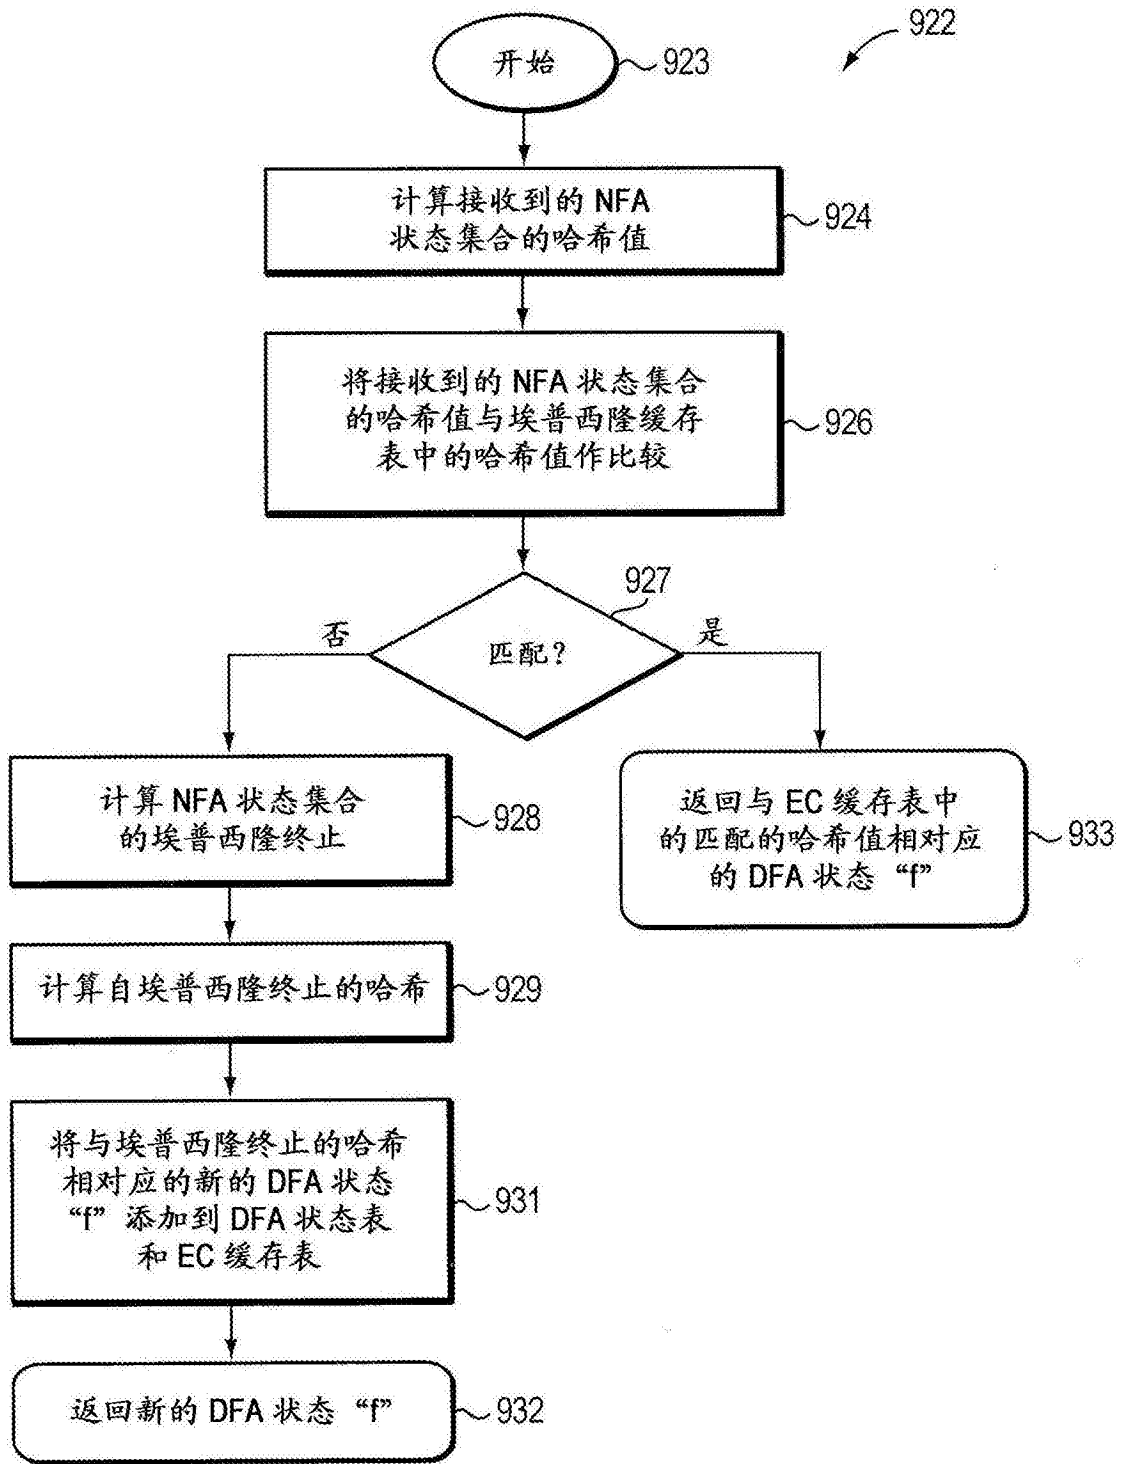 922
开始
923
计算接收到的 NFA
状态集合的哈希值
924
将接收到的 NFA 状态集合
的哈希值与埃普西隆缓存
表中的哈希值作比较
926
927
匹配？
否
是
计算 NFA 状态集合
的埃普西隆终止
928
返回与 EC 缓存表中
的匹配的哈希值相对应
的 DFA 状态“f”
933
计算自埃普西隆终止的哈希
929
将与埃普西隆终止的哈希
相对应的新的 DFA 状态
“f”添加到 DFA 状态表
和 EC 缓存表
931
返回新的 DFA 状态“f”
932